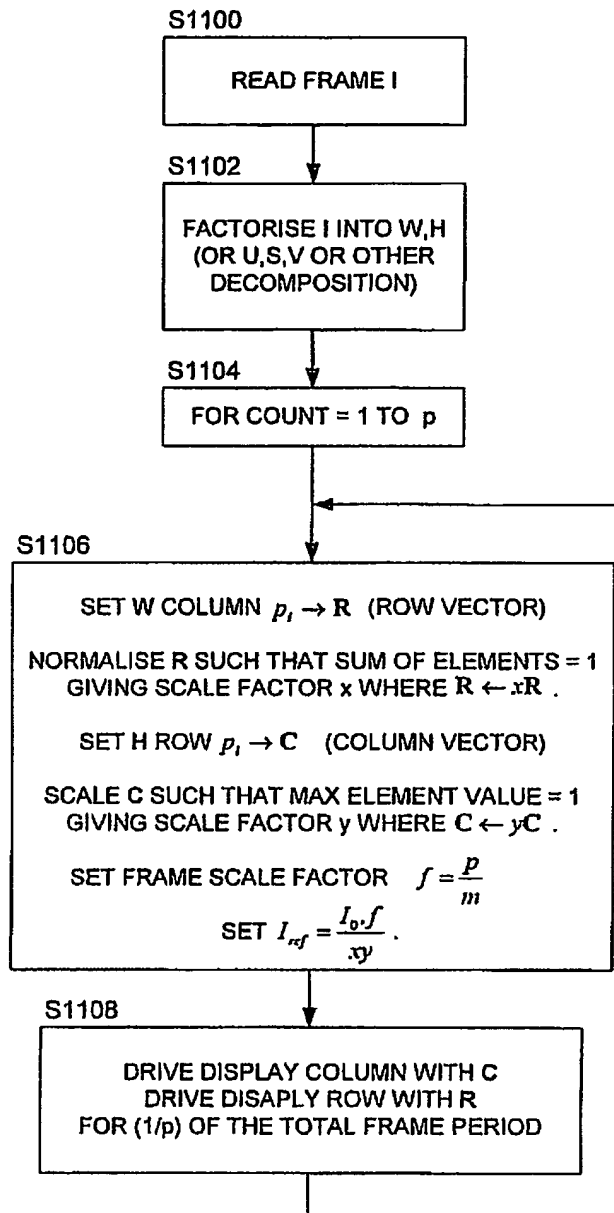 S1100
READ FRAME I
S1102
FACTORISE I INTO W,H
(OR U,S,V OR OTHER
DECOMPOSITION)
S1104
FOR COUNT = 1 TO p
S1106
SET W COLUMN p_i → R (ROW VECTOR)
NORMALISE R SUCH THAT SUM OF ELEMENTS = 1
GIVING SCALE FACTOR x WHERE R ← xR .
SET H ROW p_i → C (COLUMN VECTOR)
SCALE C SUCH THAT MAX ELEMENT VALUE = 1
GIVING SCALE FACTOR y WHERE C ← yC .
SET FRAME SCALE FACTOR f = p/m
SET I_ref = I_0.f/xy .
S1108
DRIVE DISPLAY COLUMN WITH C
DRIVE DISAPLY ROW WITH R
FOR (1/p) OF THE TOTAL FRAME PERIOD